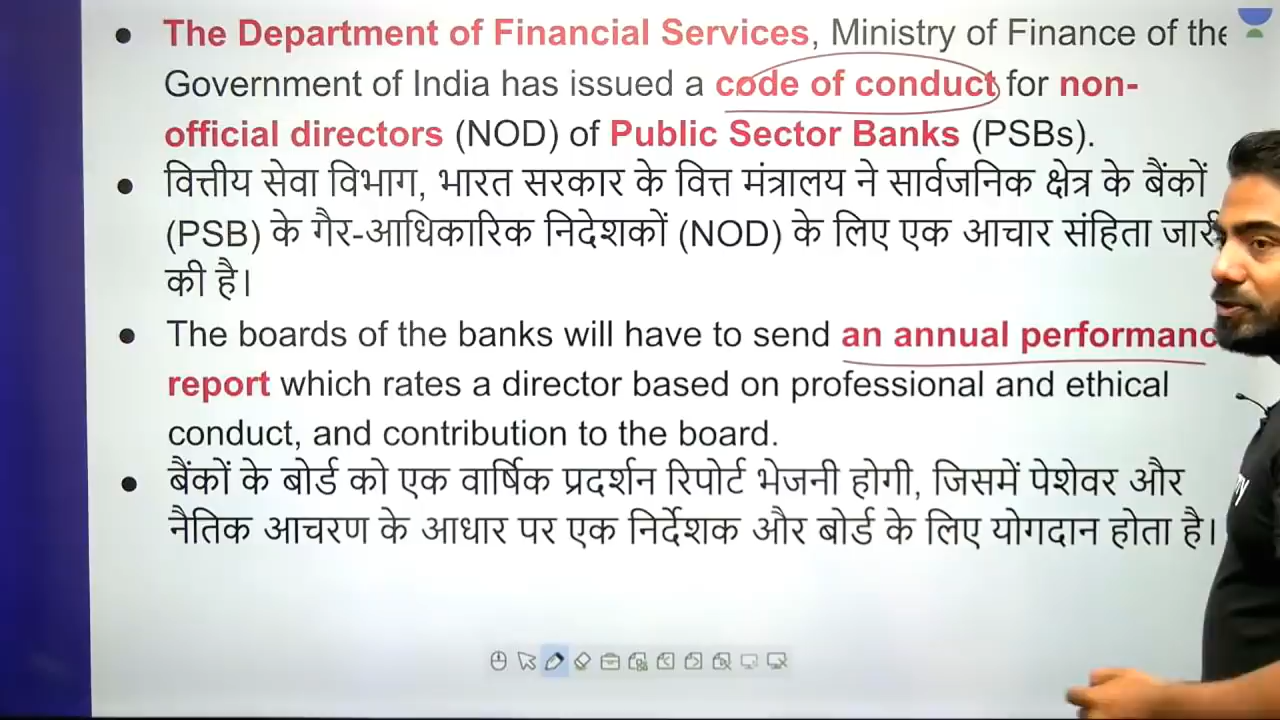 The Department of Financial Services, Ministry of Finance of the
Government of India has issued a code of conduct for non-
official directors (NOD) of Public Sector Banks (PSBs).
वित्तीय सेवा विभाग, भारत सरकार के वित्त मंत्रालय ने सार्वजनिक क्षेत्र के बैंकों
(PSB) के गैर-आधिकारिक निदेशकों (NOD) के लिए एक आचार संहिता जारी
की है।
The boards of the banks will have to send an annual performanc
report which rates a director based on professional and ethical
conduct, and contribution to the board.
बैंकों के बोर्ड को एक वार्षिक प्रदर्शन रिपोर्ट भेजनी होगी, जिसमें पेशेवर और
नैतिक आचरण के आधार पर एक निर्देशक और बोर्ड के लिए योगदान होता है।